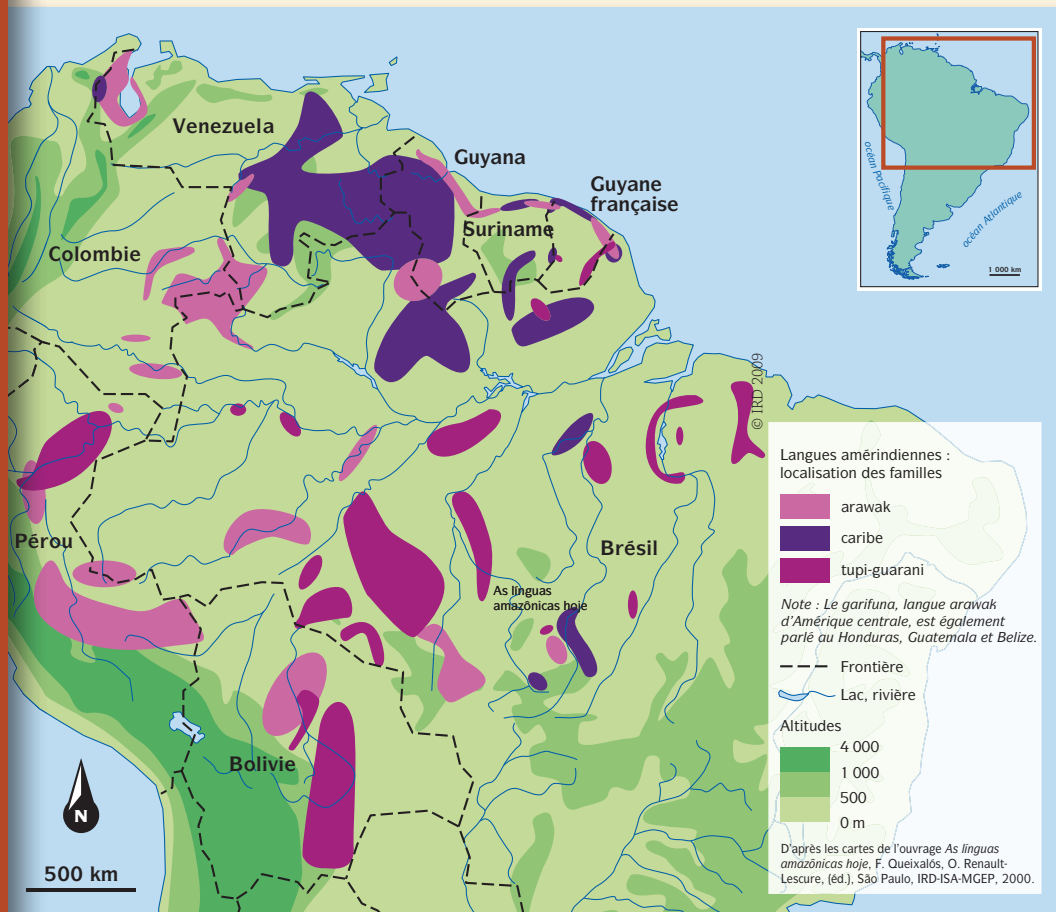 Venezuela
Guyana
Guyane
française
Suriname
Colombie
océan Pacifique
océan Atlantique
1 000 km
© IRD 2009
Pérou
Brésil
As línguas
amazônicas hoje
Bolivie
N
500 km
Langues amérindiennes :
localisation des familles
arawak
caribe
tupi-guarani
Note : Le garifuna, langue arawak
d'Amérique centrale, est également
parlé au Honduras, Guatemala et Belize.
Frontière
Lac, rivière
Altitudes
4 000
1 000
500
0 m
D'après les cartes de l'ouvrage As línguas
amazônicas hoje, F. Queixalós, O. Renault-
Lescure, (éd.), São Paulo, IRD-ISA-MGEP, 2000.